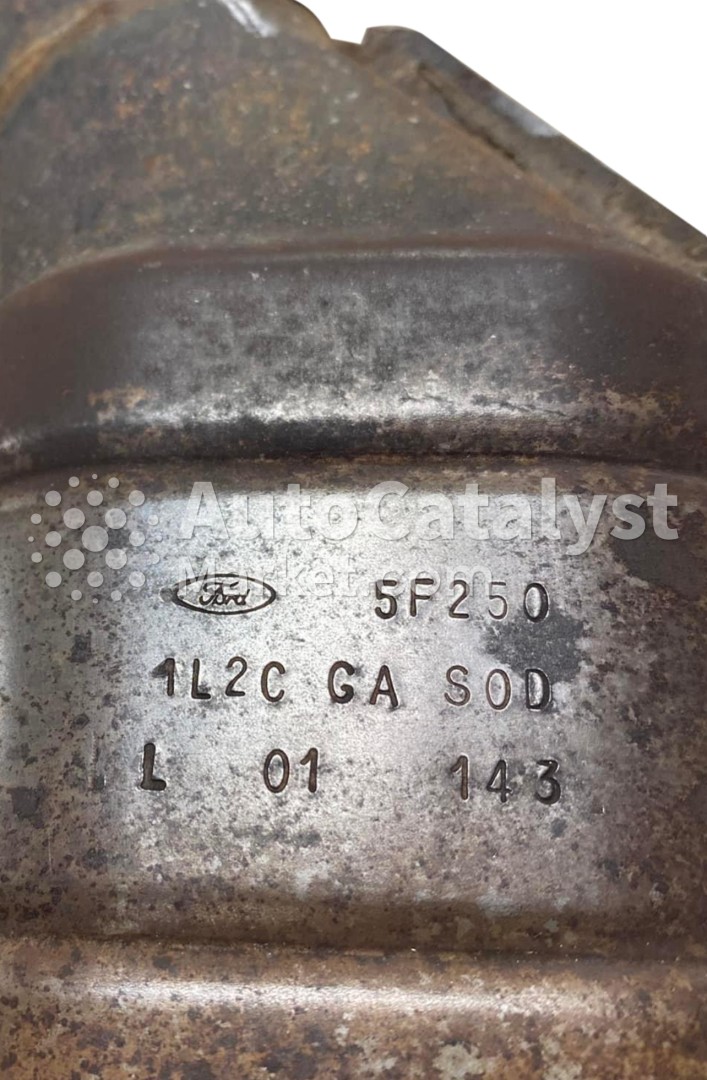 AutoCatalyst
Market.com
Ford 5F250
1L2C GA SOD
L 01 143